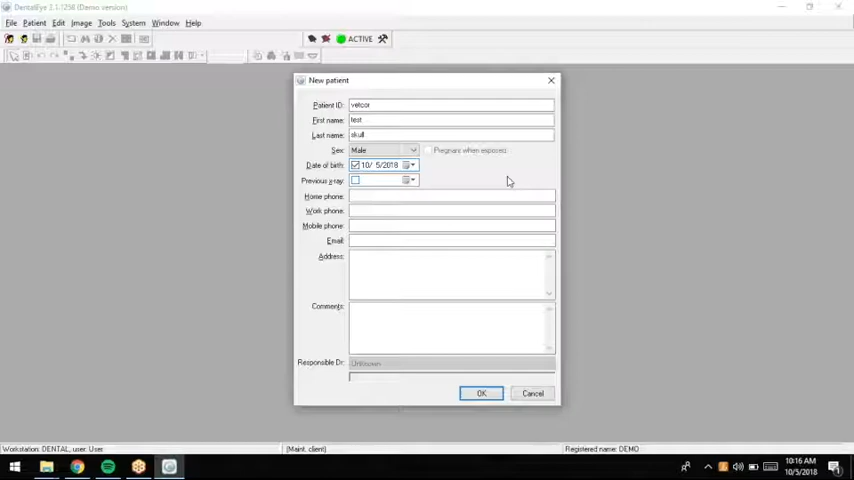 DentalEye 3.1-1256 (Demo version)
File Patient Edit Image Tools System Window Help
ACTIVE
New patient
Patient ID: vetcor
First name: test
Last name: skull
Sex: Male Pregnant when exposed
Date of birth: 10/ 5/2018
Previous x-ray:
Home phone:
Work phone:
Mobile phone:
Email:
Address:
Comments:
Responsible Dr: Unknown
OK Cancel
Workstation: DENTAL, user: User (Maint. client) Registered name: DEMO
10:16 AM
10/5/2018